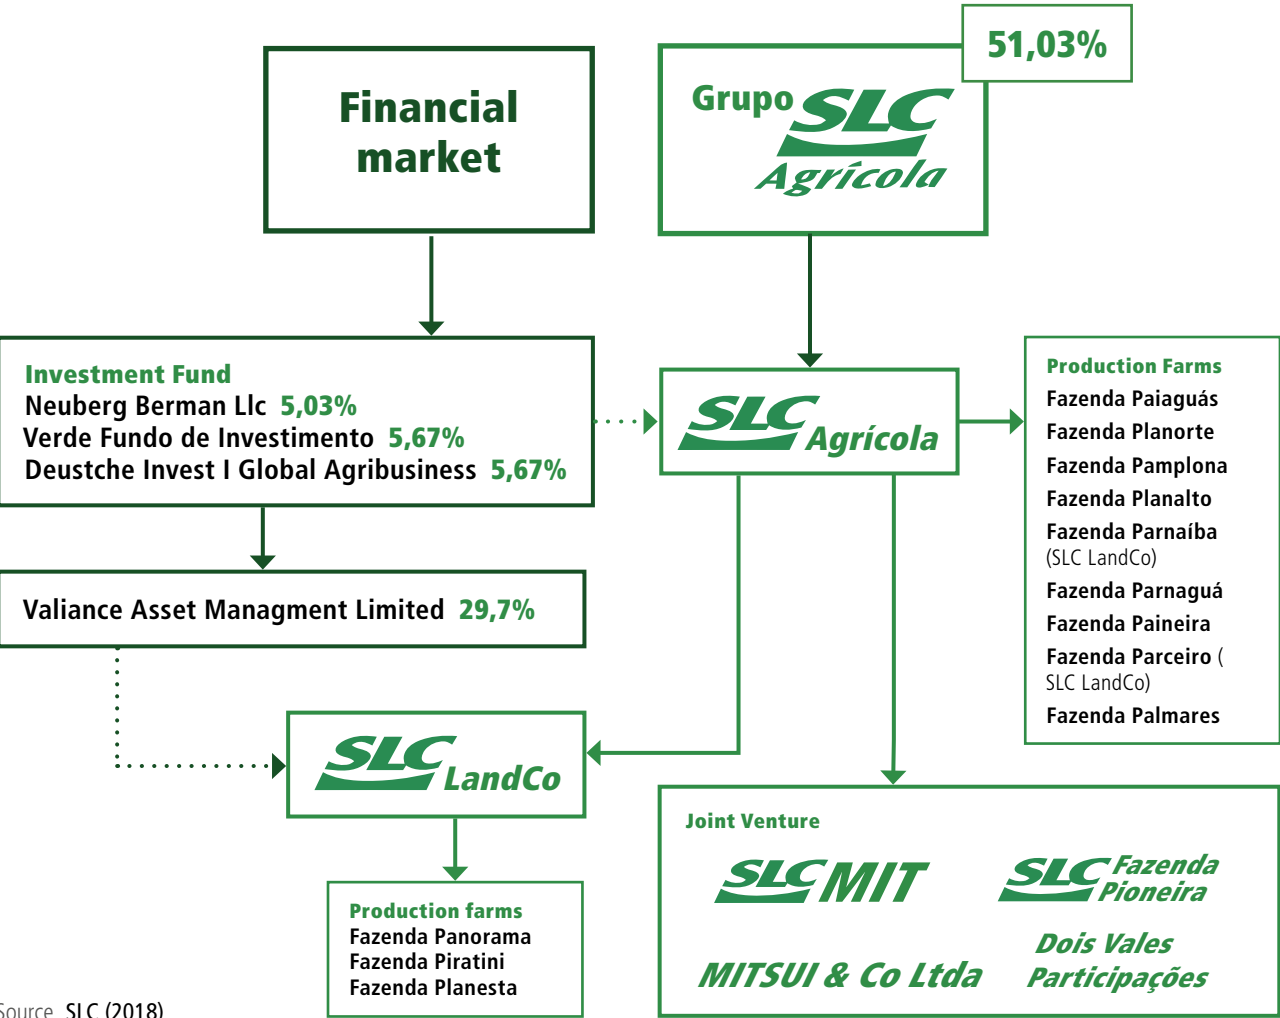 51,03%
Financial
market
Grupo SLC
Agrícola
Investment Fund
Neuberg Berman Llc 5,03%
Verde Fundo de Investimento 5,67%
Deustche Invest I Global Agribusiness 5,67%
SLC Agrícola
Production Farms
Fazenda Paiaguás
Fazenda Planorte
Fazenda Pamplona
Fazenda Planalto
Fazenda Parnaíba
(SLC LandCo)
Fazenda Parnaguá
Fazenda Paineira
Fazenda Parceiro (
SLC LandCo)
Fazenda Palmares
Valiance Asset Managment Limited 29,7%
SLC LandCo
Production farms
Fazenda Panorama
Fazenda Piratini
Fazenda Planesta
Joint Venture
SLC MIT
SLC Fazenda
Pioneira
MITSUI & Co Ltda
Dois Vales
Participações
Source SLC (2018)